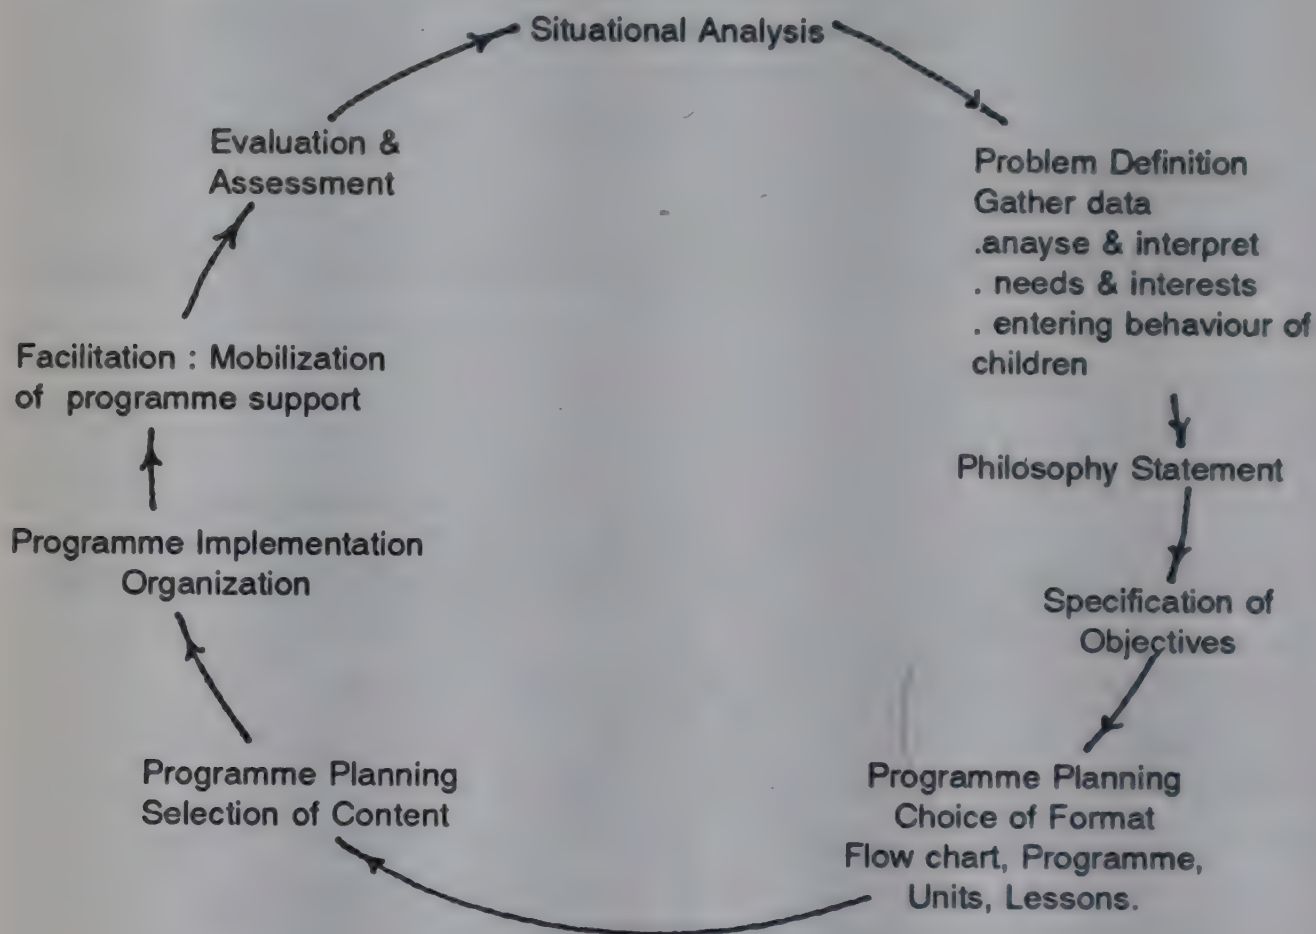 Situational Analysis
Problem Definition
Gather data
.anayse & interpret
. needs & interests
. entering behaviour of
children
Philosophy Statement
Specification of
Objectives
Programme Planning
Choice of Format
Flow chart, Programme,
Units, Lessons.
Programme Planning
Selection of Content
Programme Implementation
Organization
Facilitation : Mobilization
of programme support
Evaluation &
Assessment